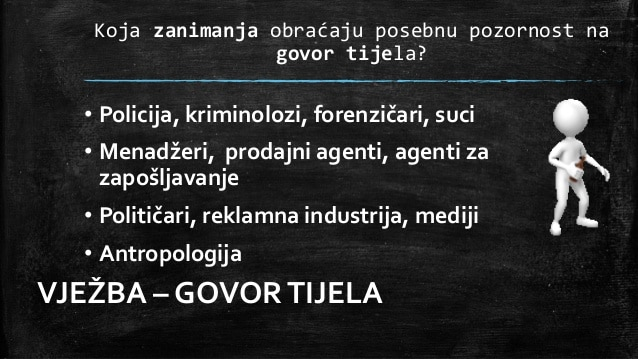 Koja zanimanja obraćaju posebnu pozornost na
govor tijela?
• Policija, kriminolozi, forenzičari, suci
• Menadžeri, prodajni agenti, agenti za
zapošljavanje
• Političari, reklamna industrija, mediji
• Antropologija
VJEŽBA – GOVOR TIJELA